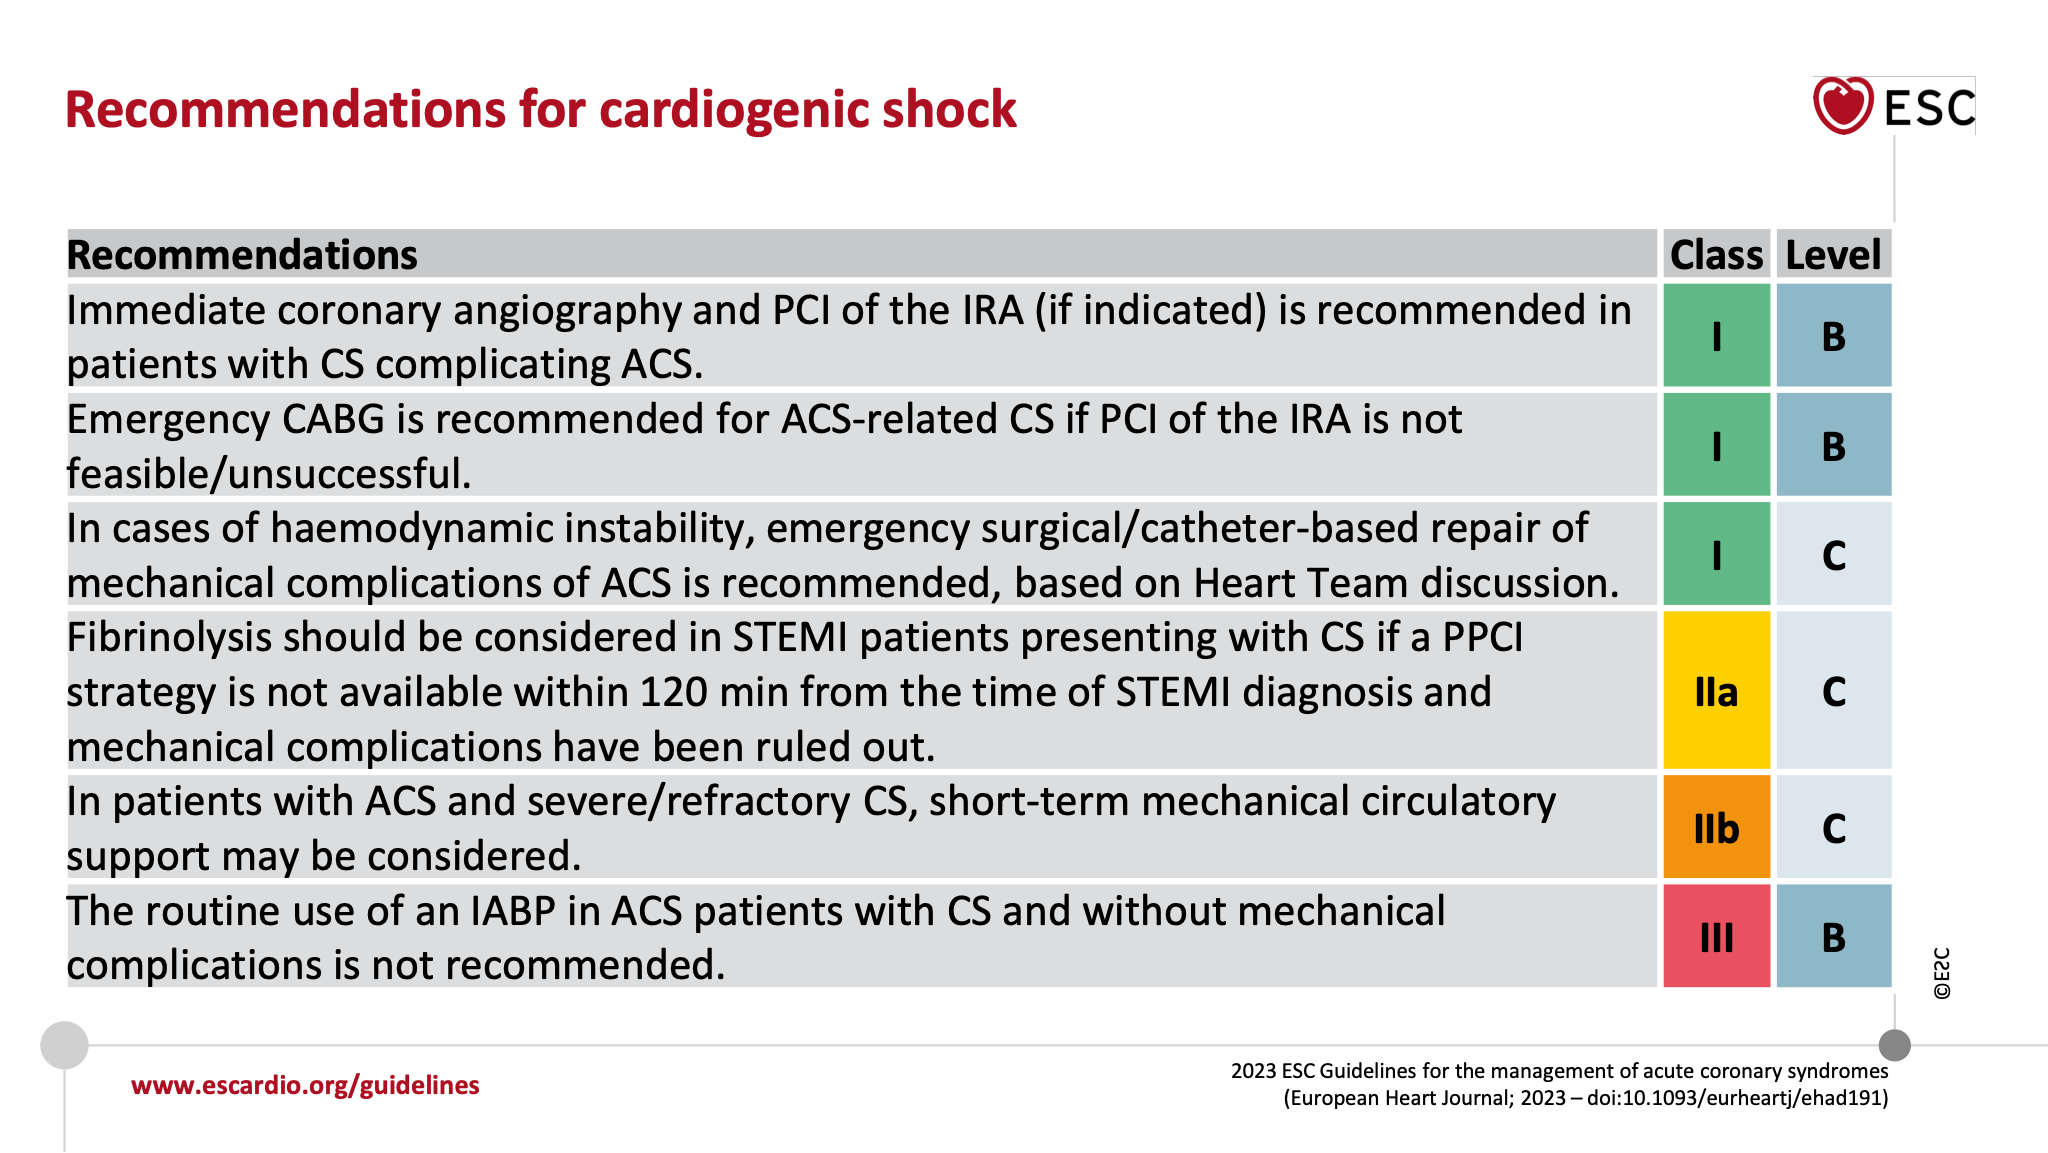 Recommendations for cardiogenic shock
ESC
Recommendations Class Level
Immediate coronary angiography and PCI of the IRA (if indicated) is recommended in
patients with CS complicating ACS.
I B
Emergency CABG is recommended for ACS-related CS if PCI of the IRA is not
feasible/unsuccessful.
I B
In cases of haemodynamic instability, emergency surgical/catheter-based repair of
mechanical complications of ACS is recommended, based on Heart Team discussion.
I C
Fibrinolysis should be considered in STEMI patients presenting with CS if a PPCI
strategy is not available within 120 min from the time of STEMI diagnosis and
mechanical complications have been ruled out.
IIa C
In patients with ACS and severe/refractory CS, short-term mechanical circulatory
support may be considered.
IIb C
The routine use of an IABP in ACS patients with CS and without mechanical
complications is not recommended.
III B
©ESC
www.escardio.org/guidelines
2023 ESC Guidelines for the management of acute coronary syndromes
(European Heart Journal; 2023 – doi:10.1093/eurheartj/ehad191)